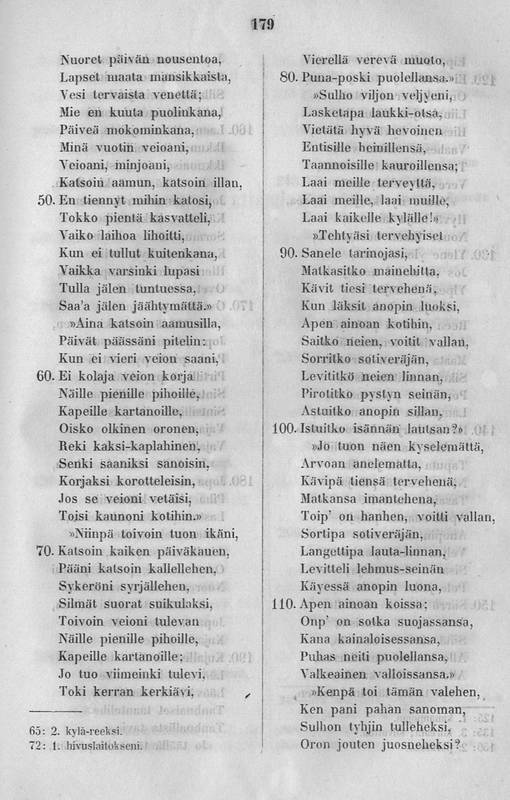 179
Nuoret päivän nousentoa,
Lapset maata mansikkaista,
Vesi tervaista venettä;
Mie en kuuta puolinkana,
Päiveä mokominkana,
Minä vuotin veioani,
Veioani, minjoani,
Katsoin aamun, katsoin illan,
50. En tiennyt mihin katosi,
Tokko pientä kasvatteli,
Vaiko laihoa lihoitti,
Kun ei tullut kuitenkana,
Vaikka varsinki lupasi
Tulla jälen tuntuessa,
Saa'a jälen jäähtymättä.»
»Aina katsoin aamusilla,
Päivät päässäni pitelin:
Kun ei vieri veion saani,
60. Ei kolaja veion korja
Näille pienille pihoille,
Kapeille kartanoille,
Oisko olkinen oronen,
Reki kaksi-kaplahinen,
Senki saaniksi sanoisin,
Korjaksi korotteleisin,
Jos se veioni vetäisi,
Toisi kaunoni kotihin.»
»Niinpä toivoin tuon ikäni,
70. Katsoin kaiken päiväkauen,
Pääni katsoin kallellehen,
Sykeröni syrjällehen,
Silmät suorat suikulaksi,
Toivoin veioni tulevan
Näille pienille pihoille,
Kapeille kartanoille;
Jo tuo viimeinki tulevi,
Toki kerran kerkiävi,
65: 2. kylä-reeksi.
72: 1. hivuslaitokseni.
Vierellä verevä muoto,
80. Puna-poski puolellansa.»
»Sulho viljon veljyeni,
Lasketapa laukki-otsa,
Vietätä hyvä hevoinen
Entisille heinillensä,
Taannoisille kauroillensa;
Laai meille terveyttä,
Laai meille, laai muille,
Laai kaikelle kylälle!»
»Tehtyäsi tervehyiset
90. Sanele tarinojasi,
Matkasitko mainehitta,
Kävit tiesi tervehenä,
Kun läksit anopin luoksi,
Apen ainoan kotihin,
Saitko neien, voitit vallan,
Sorritko sotiveräjän,
Levititkö neien linnan,
Pirotitko pystyn seinän,
Astuitko anopin sillan,
100. Istuitko isännän lautsan?»
»Jo tuon näen kyselemättä,
Arvoan anelematta,
Kävipä tiensä tervehenä,
Matkansa imantehena,
Toip' on hanhen, voitti vallan,
Sortipa sotiveräjän,
Langettipa lauta-linnan,
Levitteli lehmus-seinän
Käyessä anopin luona,
110. Apen ainoan koissa;
Onp' on sotka suojassansa,
Kana kainaloisessansa,
Puhas neiti puolellansa,
Valkeainen valloissansa.»
»Kenpä toi tämän valehen,
Ken pani pahan sanoman,
Sulhon tyhjin tulleheksi,
Oron jouten juosneheksi?